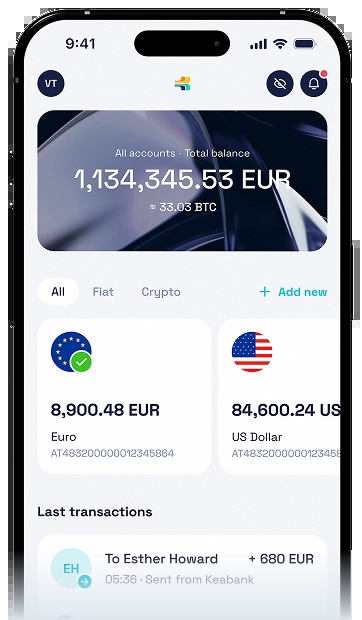 9:41
VT
All accounts · Total balance
1,134,345.53 EUR
≈ 33.03 BTC
All Fiat Crypto + Add new
8,900.48 EUR 84,600.24 US
Euro US Dollar
AT483200000012345864 AT4832000000123458
Last transactions
To Esther Howard + 680 EUR
EH
05:36 · Sent from Keabank